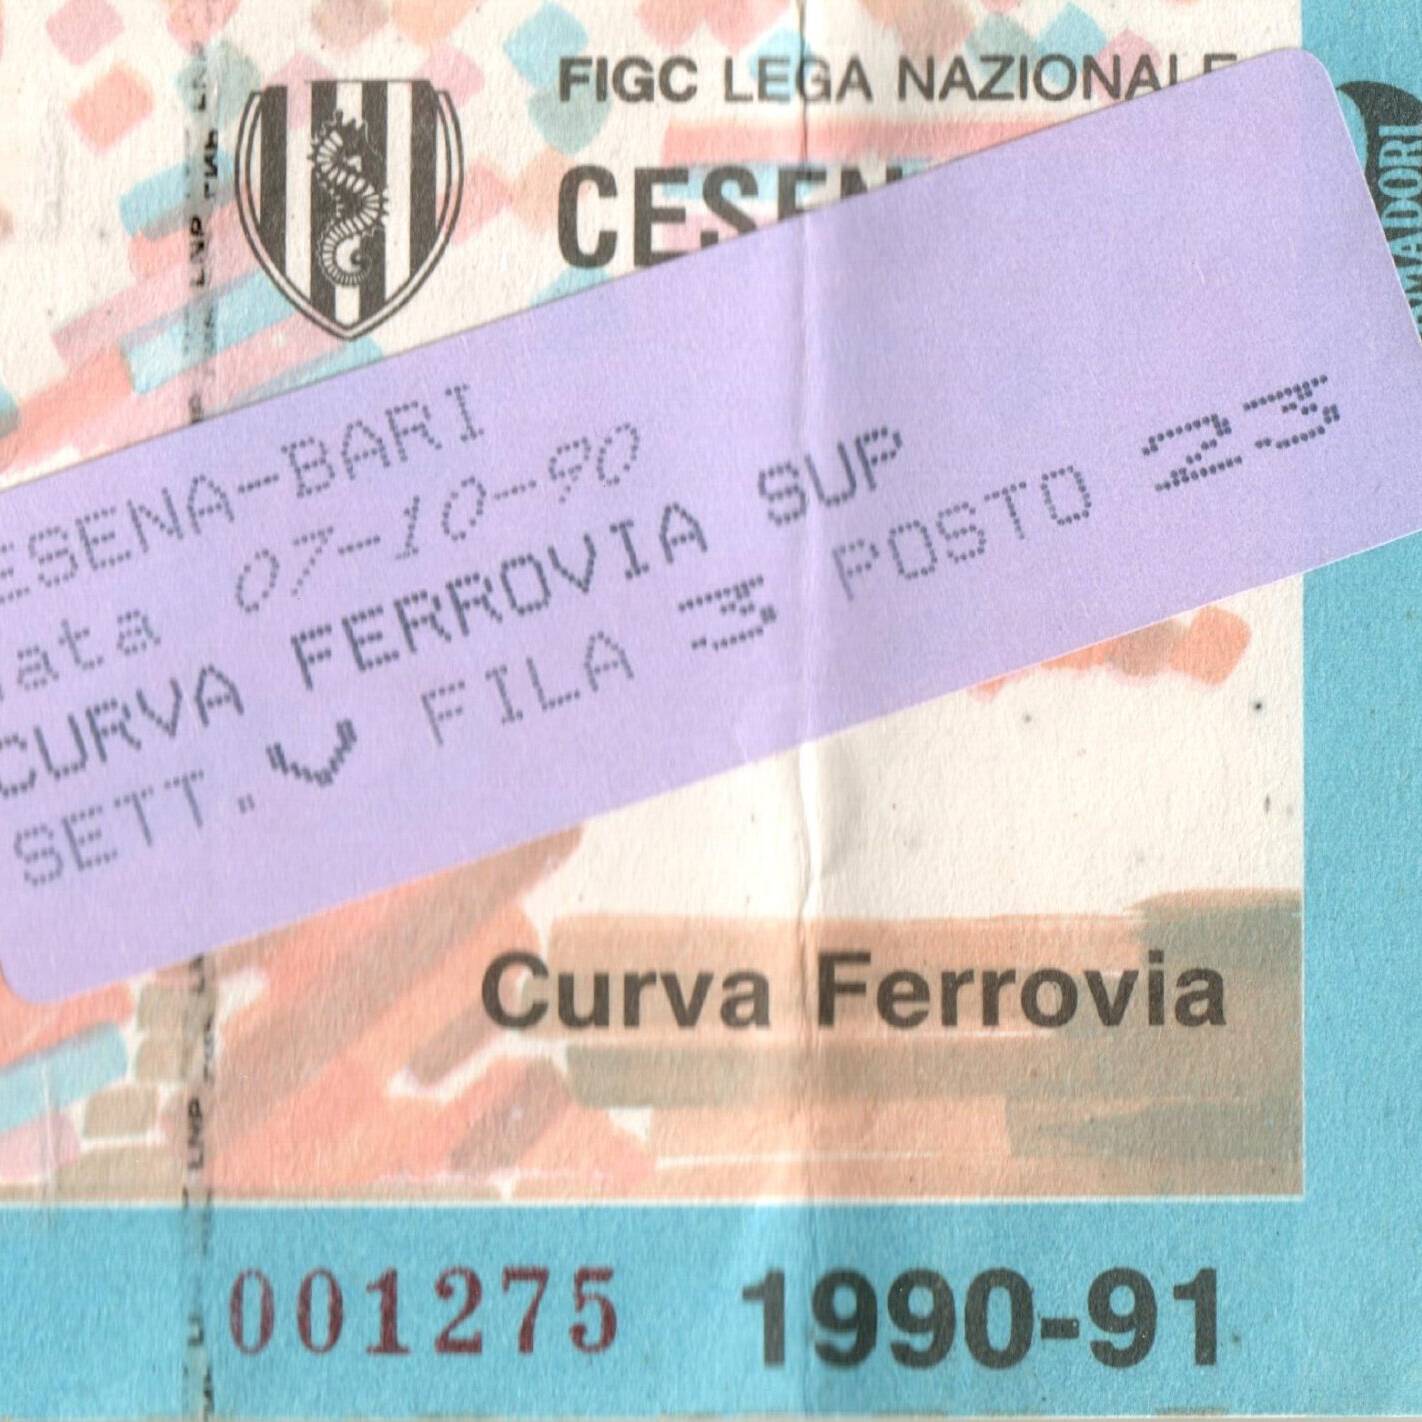 FIGC LEGA NAZIONALE
CESEN
ADORI
ESENA-BARI
ata 07-10-90
CURVA FERROVIA SUP
SETT. V FILA 3 POSTO 23
Curva Ferrovia
001275 1990-91